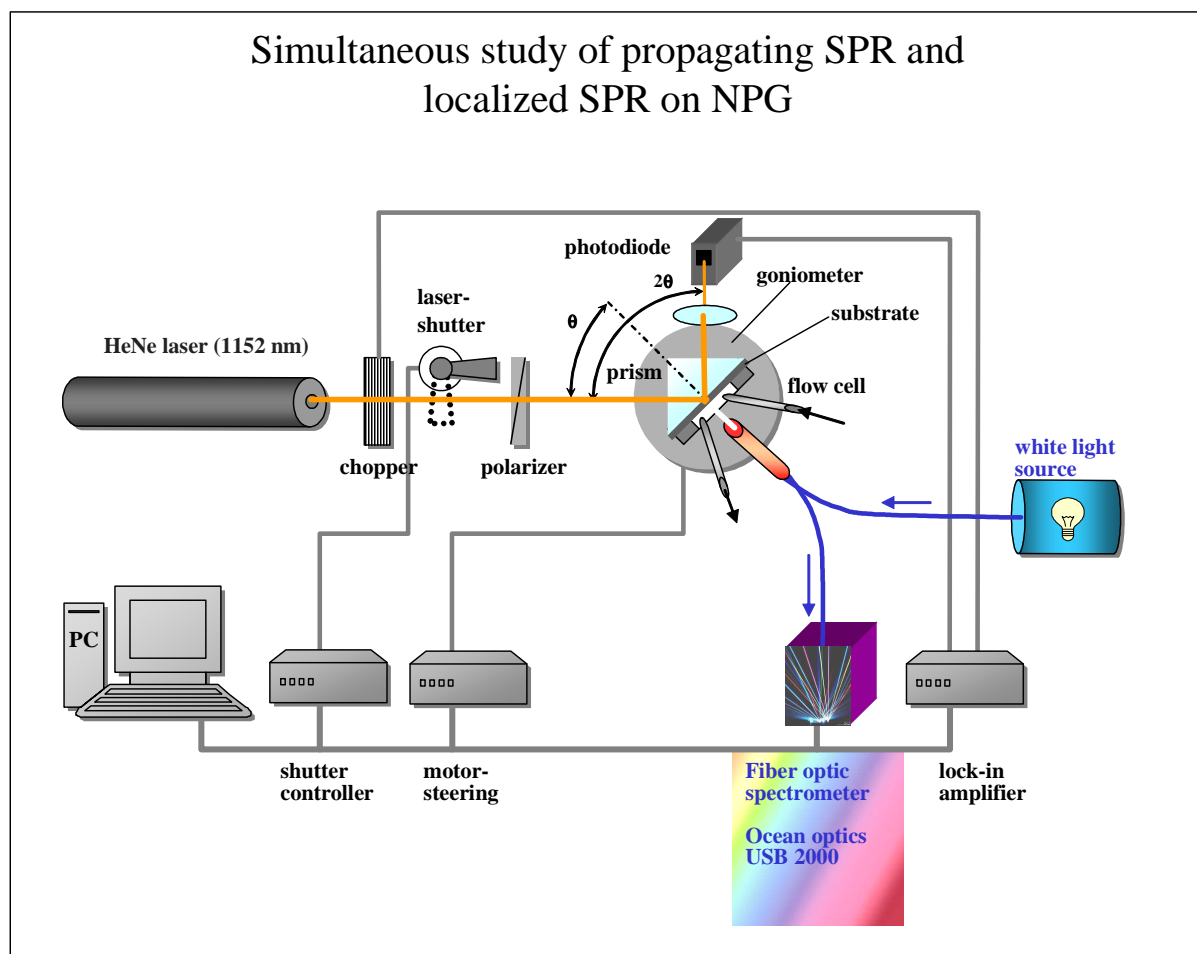 Simultaneous study of propagating SPR and
localized SPR on NPG
photodiode
goniometer
2θ
laser-
shutter
θ
substrate
HeNe laser (1152 nm)
prism
flow cell
chopper
polarizer
white light
source
PC
shutter
controller
motor-
steering
Fiber optic
spectrometer
Ocean optics
USB 2000
lock-in
amplifier